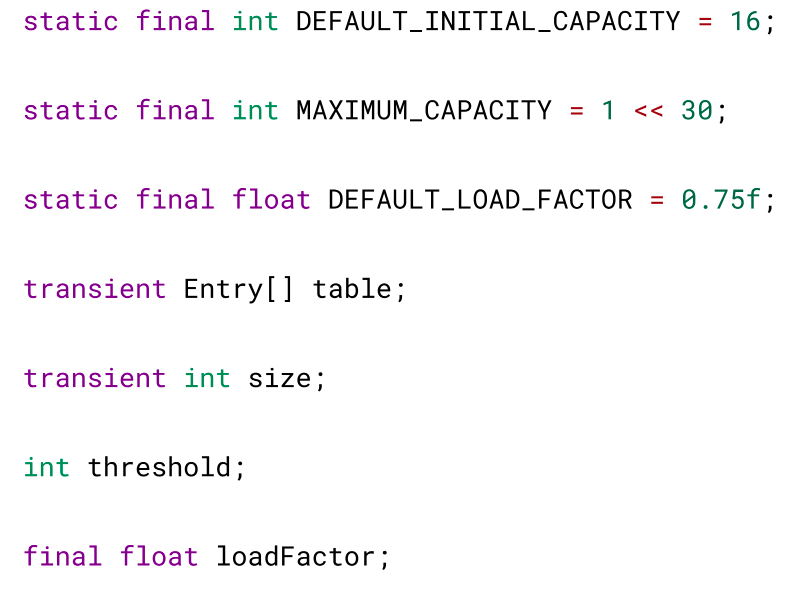 static final int DEFAULT_INITIAL_CAPACITY = 16;
static final int MAXIMUM_CAPACITY = 1 << 30;
static final float DEFAULT_LOAD_FACTOR = 0.75f;
transient Entry[] table;
transient int size;
int threshold;
final float loadFactor;